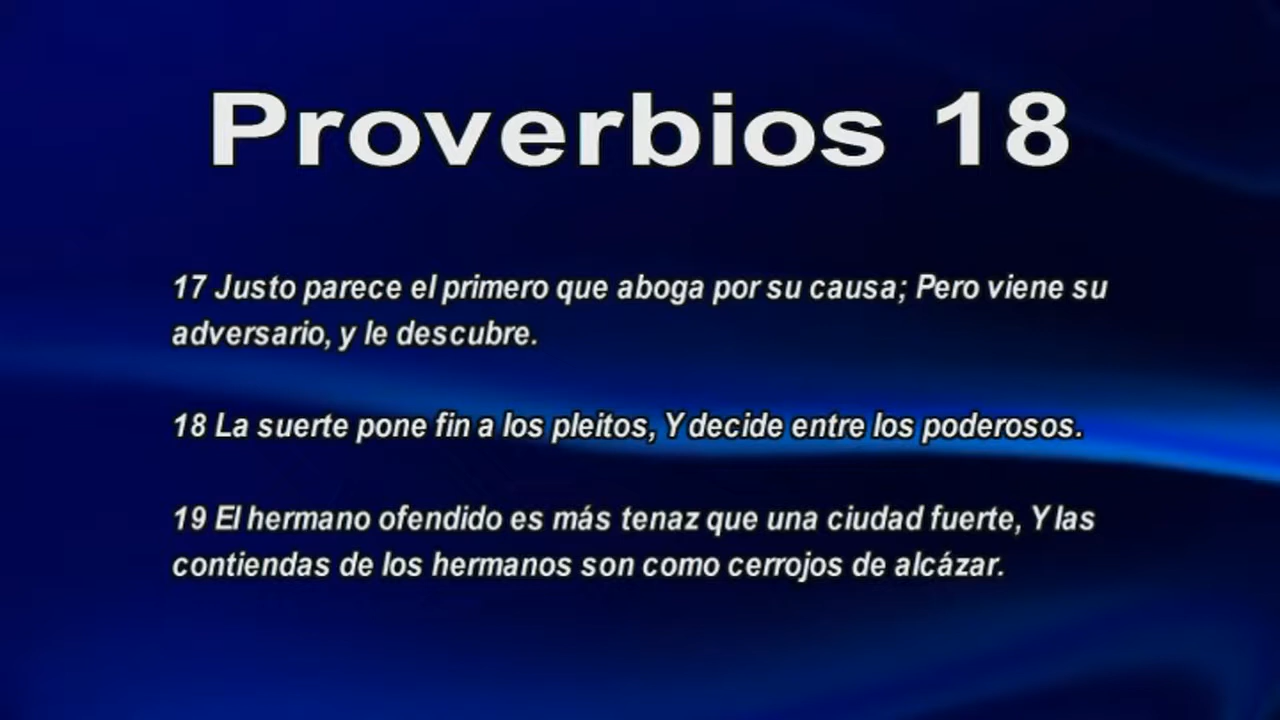 Proverbios 18
17 Justo parece el primero que aboga por su causa; Pero viene su
adversario, y le descubre.
18 La suerte pone fin a los pleitos, Y decide entre los poderosos.
19 El hermano ofendido es más tenaz que una ciudad fuerte, Y las
contiendas de los hermanos son como cerrojos de alcázar.